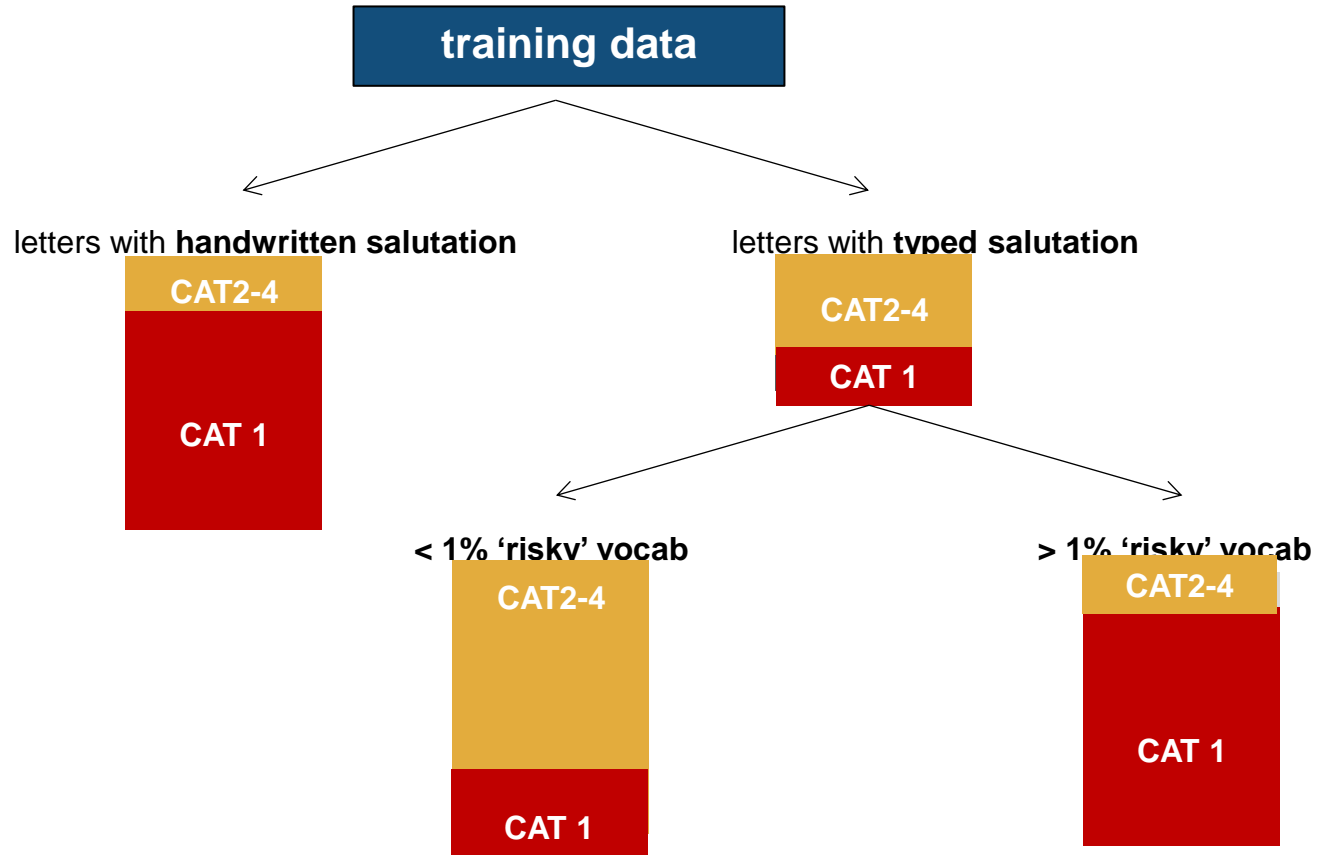 training data
letters with handwritten salutation
letters with typed salutation
CAT2-4
CAT 1
CAT2-4
CAT 1
< 1% ‘risky’ vocab
> 1% ‘risky’ vocab
CAT2-4
CAT 1
CAT2-4
CAT 1